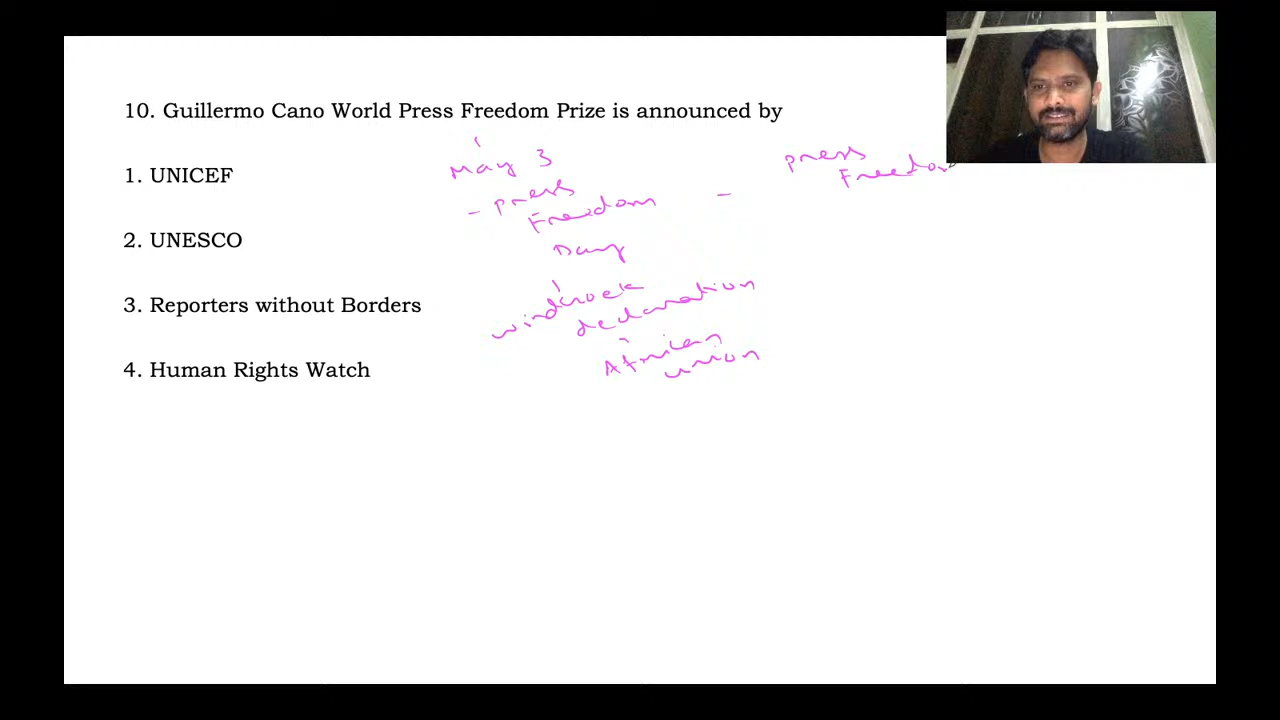 10. Guillermo Cano World Press Freedom Prize is announced by
1. UNICEF
2. UNESCO
3. Reporters without Borders
4. Human Rights Watch
May 3
- press
Freedom
Day
windhoek
declaration
African
union
-
press
Freedom